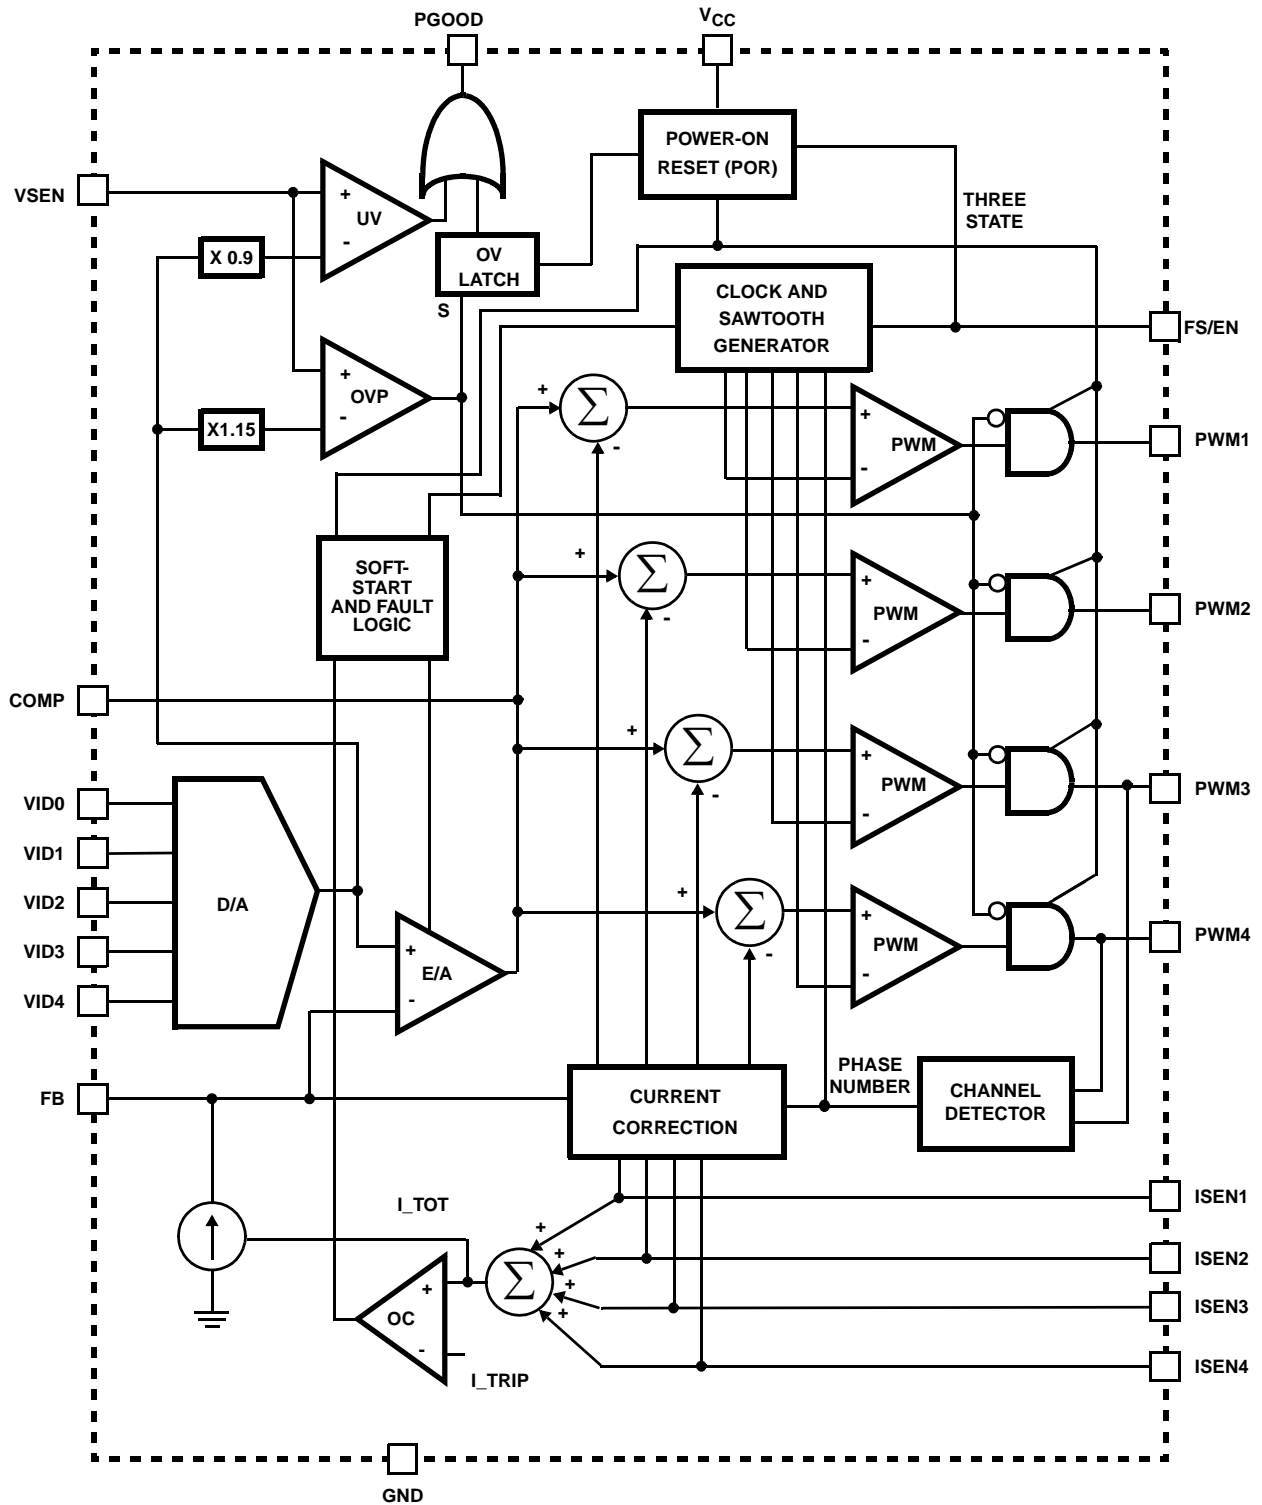 PGOOD
VCC
VSEN
+
UV
-
X 0.9
OV
LATCH
S
POWER-ON
RESET (POR)
THREE
STATE
CLOCK AND
SAWTOOTH
GENERATOR
FS/EN
+
OVP
-
X1.15
+
Σ
-
+
PWM
-
PWM1
SOFT-
START
AND FAULT
LOGIC
+
Σ
-
+
PWM
-
PWM2
COMP
+
Σ
-
+
PWM
-
PWM3
VID0
VID1
VID2
VID3
VID4
D/A
+
E/A
-
+
Σ
-
+
PWM
-
PWM4
FB
CURRENT
CORRECTION
PHASE
NUMBER
CHANNEL
DETECTOR
I_TOT
+
+
+
+
Σ
ISEN1
ISEN2
ISEN3
ISEN4
+
OC
-
I_TRIP
GND